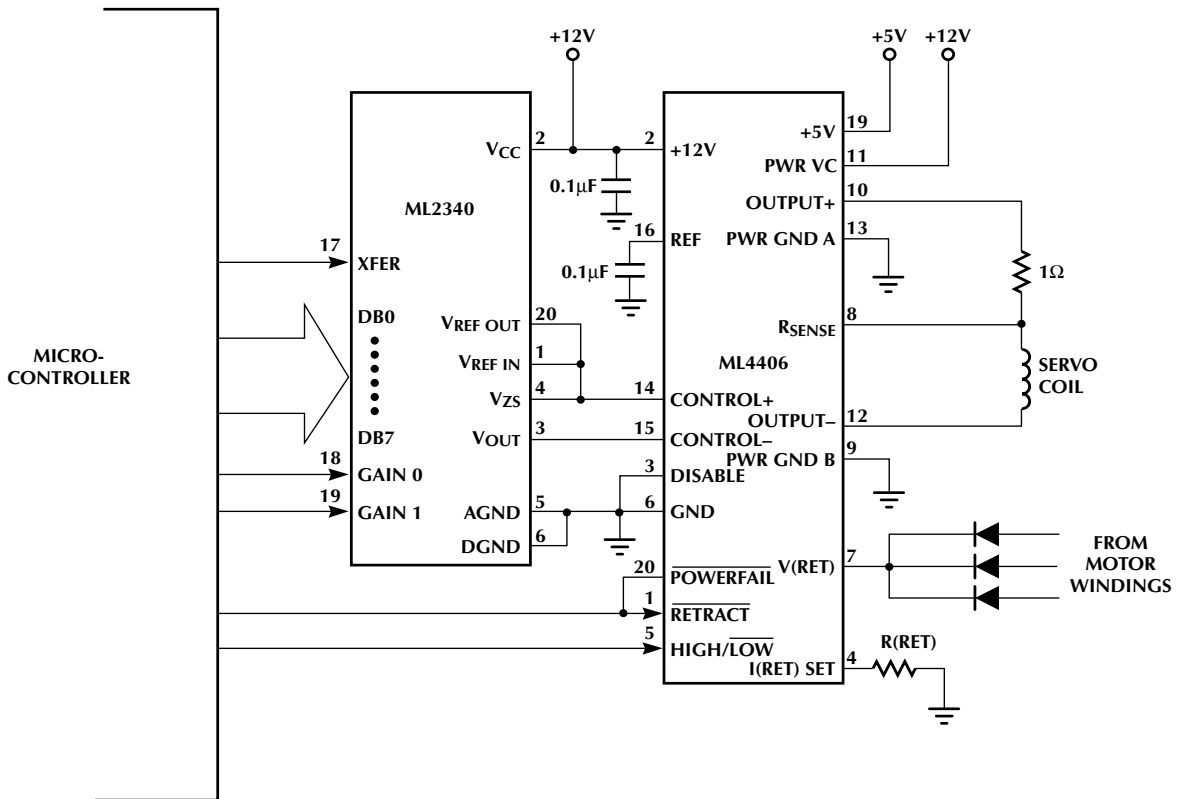 +12V
+5V
+12V
MICRO-
CONTROLLER
ML2340
17
XFER
DB0
DB7
18
GAIN 0
19
GAIN 1
VCC
2
VREF OUT
20
VREF IN
1
VZS
4
VOUT
3
AGND
5
DGND
6
0.1µF
0.1µF
ML4406
2
+12V
16
REF
14
CONTROL+
15
CONTROL–
3
DISABLE
6
GND
20
POWERFAIL
1
RETRACT
5
HIGH/LOW
+5V
19
PWR VC
11
OUTPUT+
10
PWR GND A
13
RSENSE
8
OUTPUT–
12
PWR GND B
9
V(RET)
7
I(RET) SET
4
1Ω
SERVO
COIL
FROM
MOTOR
WINDINGS
R(RET)